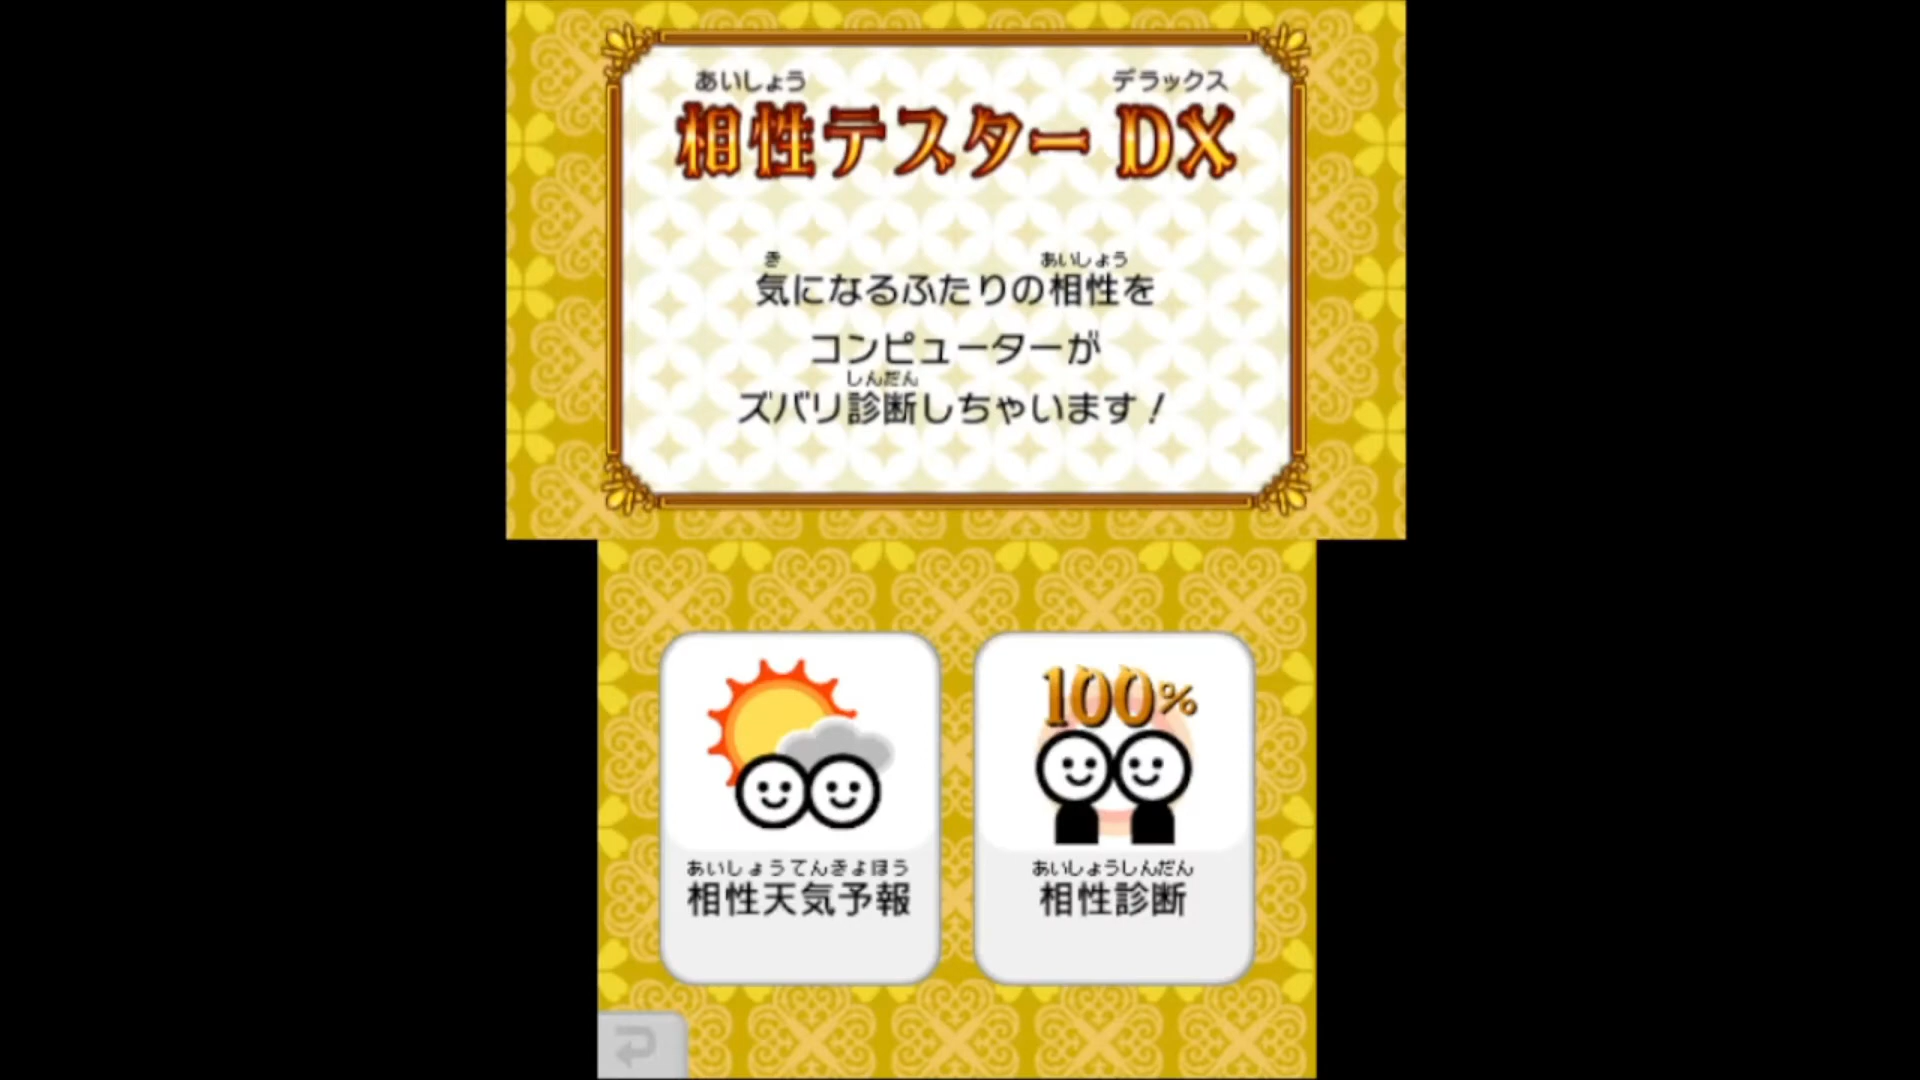 あいしょう デラックス
相性テスターDX
き あいしょう
気になるふたりの相性を
コンピューターが
しんだん
ズバリ診断しちゃいます!
100%
あいしょうてんきよほう
相性天気予報
あいしょうしんだん
相性診断